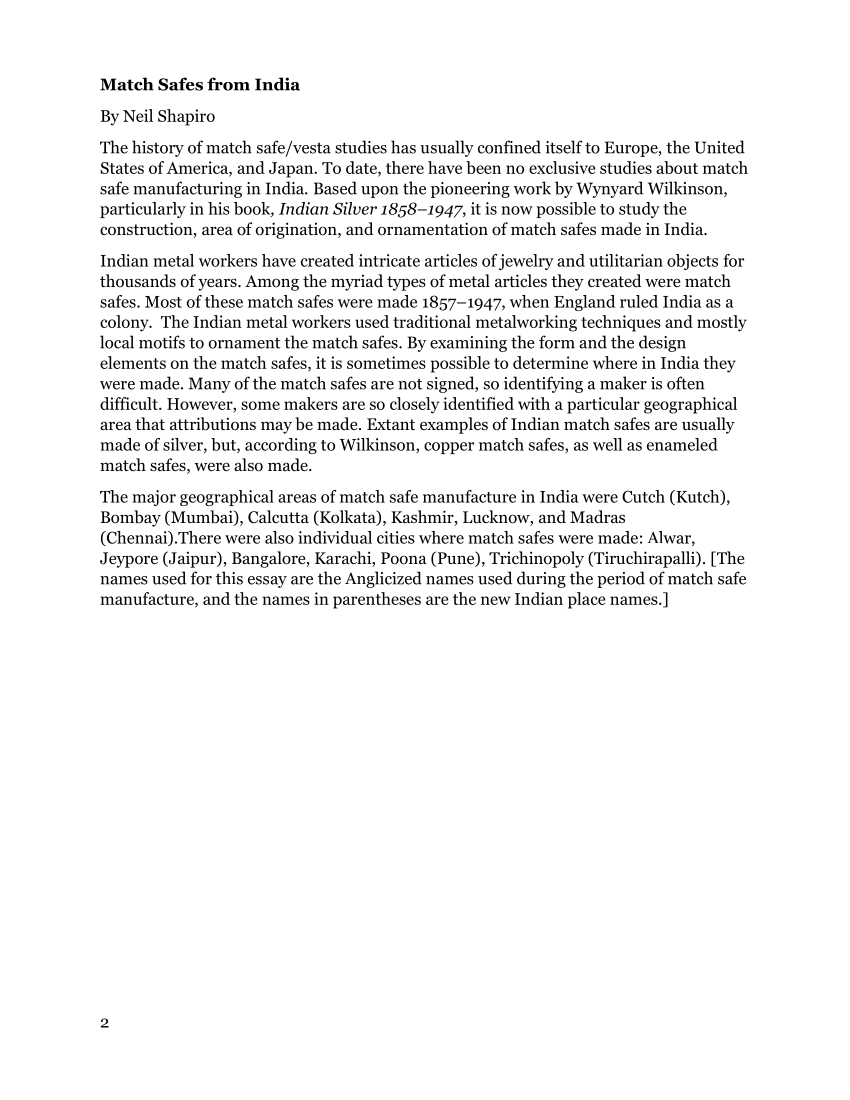 Match Safes from India
By Neil Shapiro
The history of match safe/vesta studies has usually confined itself to Europe, the United
States of America, and Japan. To date, there have been no exclusive studies about match
safe manufacturing in India. Based upon the pioneering work by Wynyard Wilkinson,
particularly in his book, Indian Silver 1858–1947, it is now possible to study the
construction, area of origination, and ornamentation of match safes made in India.
Indian metal workers have created intricate articles of jewelry and utilitarian objects for
thousands of years. Among the myriad types of metal articles they created were match
safes. Most of these match safes were made 1857–1947, when England ruled India as a
colony.  The Indian metal workers used traditional metalworking techniques and mostly
local motifs to ornament the match safes. By examining the form and the design
elements on the match safes, it is sometimes possible to determine where in India they
were made. Many of the match safes are not signed, so identifying a maker is often
difficult. However, some makers are so closely identified with a particular geographical
area that attributions may be made. Extant examples of Indian match safes are usually
made of silver, but, according to Wilkinson, copper match safes, as well as enameled
match safes, were also made.
The major geographical areas of match safe manufacture in India were Cutch (Kutch),
Bombay (Mumbai), Calcutta (Kolkata), Kashmir, Lucknow, and Madras
(Chennai).There were also individual cities where match safes were made: Alwar,
Jeypore (Jaipur), Bangalore, Karachi, Poona (Pune), Trichinopoly (Tiruchirapalli). [The
names used for this essay are the Anglicized names used during the period of match safe
manufacture, and the names in parentheses are the new Indian place names.]
2